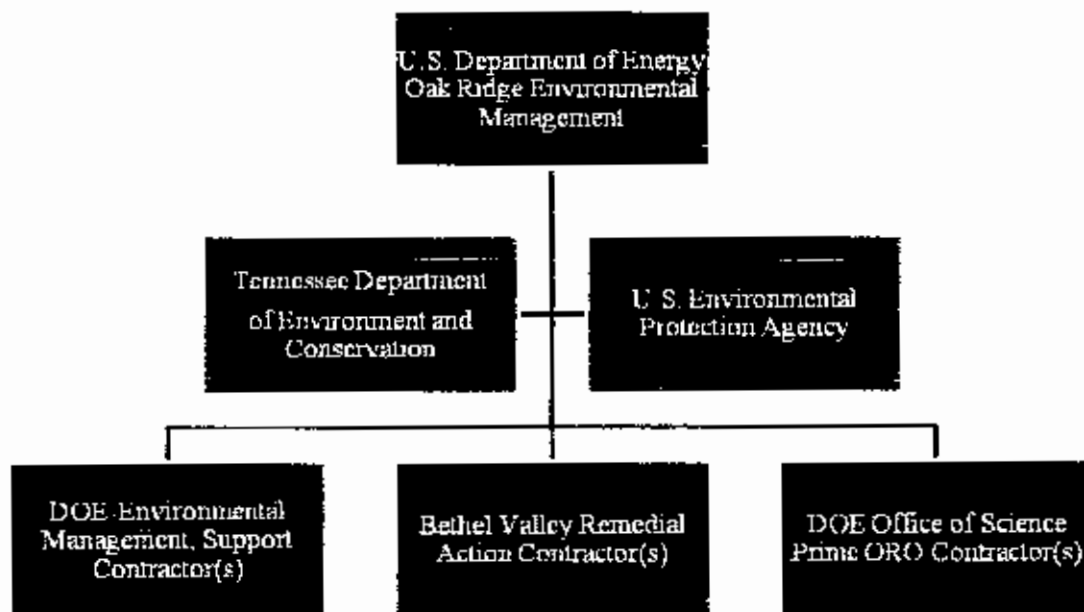 U.S. Department of Energy
Oak Ridge Environmental
Management
Tennessee Department
of Environment and
Conservation
U.S. Environmental
Protection Agency
DOE Environmental
Management, Support
Contractor(s)
Bethel Valley Remedial
Action Contractor(s)
DOE Office of Science
Prime ORO Contractor(s)